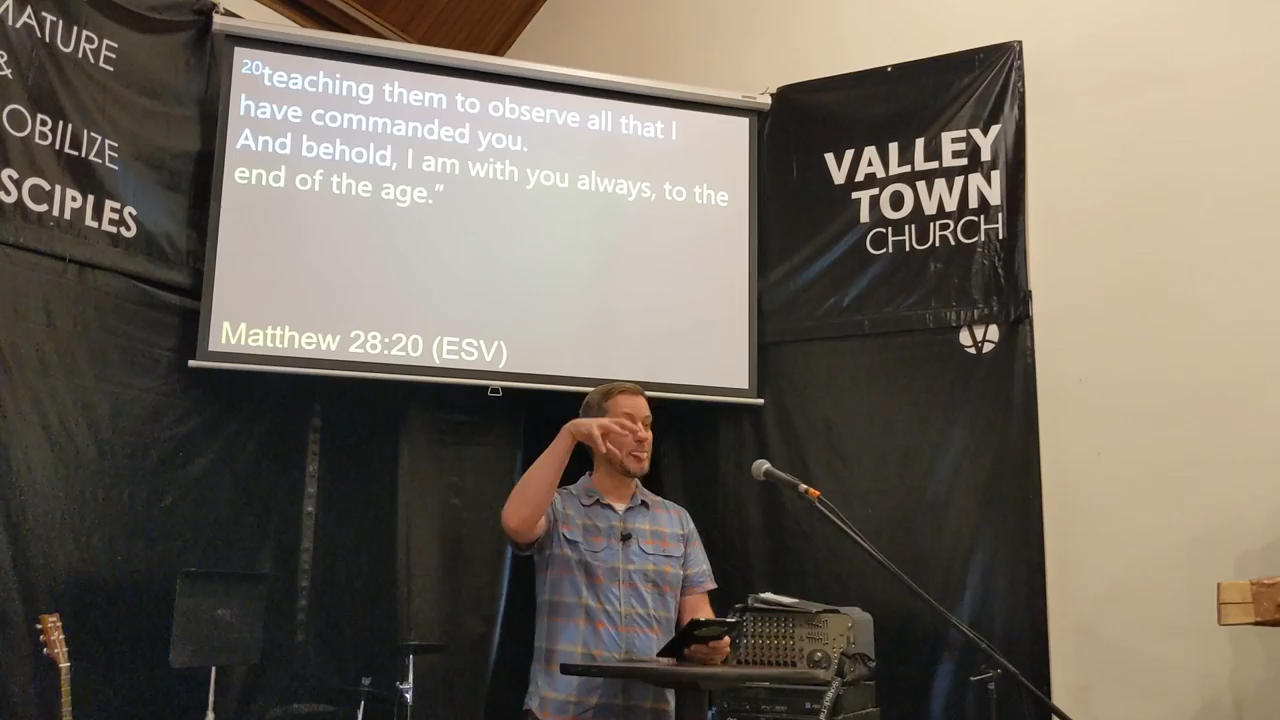 MATURE
&
OBILIZE
SCIPLES
20teaching them to observe all that I
have commanded you.
And behold, I am with you always, to the
end of the age.”
Matthew 28:20 (ESV)
VALLEY
TOWN
CHURCH